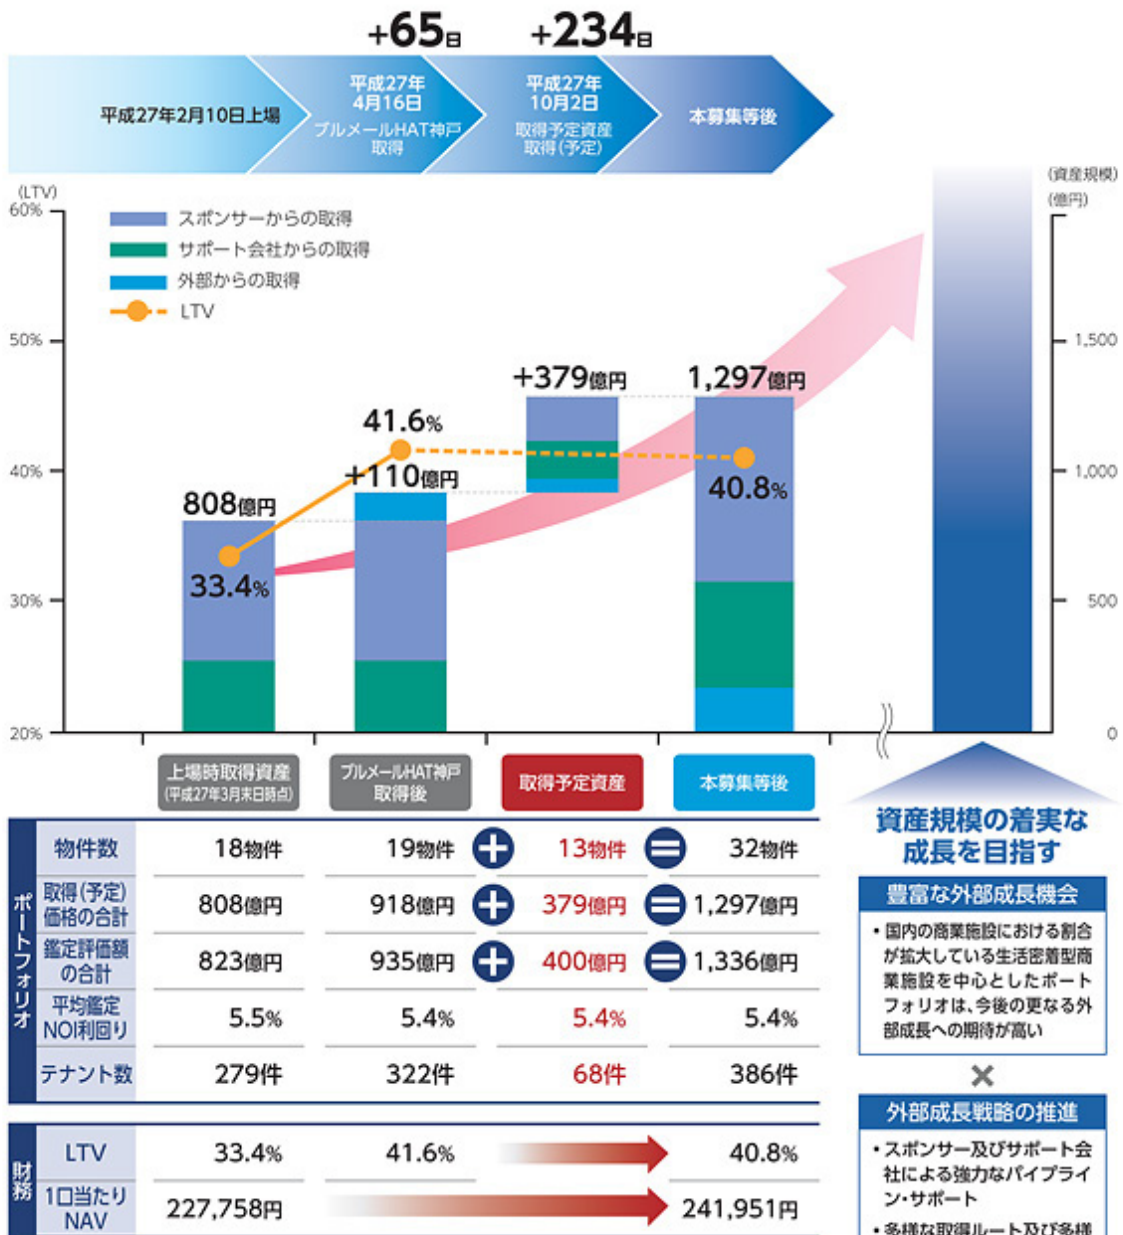 +65日
+234日
平成27年2月10日上場
平成27年
4月16日
ブルメールHAT神戸
取得
平成27年
10月2日
取得予定資産
取得(予定)
本募集等後
(LTV)
60%
50%
40%
30%
20%
(資産規模)
(億円)
1,500
1,000
500
0
スポンサーからの取得
サポート会社からの取得
外部からの取得
LTV
808億円
33.4%
41.6%
+110億円
+379億円
1,297億円
40.8%
上場時取得資産
(平成27年3月末日時点)
ブルメールHAT神戸
取得後
取得予定資産
本募集等後
ポートフォリオ
物件数 18物件 19物件 + 13物件 = 32物件
取得(予定)
価格の合計 808億円 918億円 + 379億円 = 1,297億円
鑑定評価額
の合計 823億円 935億円 + 400億円 = 1,336億円
平均鑑定
NOI利回り 5.5% 5.4% 5.4% 5.4%
テナント数 279件 322件 68件 386件
財務
LTV 33.4% 41.6% 40.8%
1口当たり
NAV 227,758円 241,951円
資産規模の着実な
成長を目指す
豊富な外部成長機会
・国内の商業施設における割合
が拡大している生活密着型商
業施設を中心としたポート
フォリオは、今後の更なる外
部成長への期待が高い
×
外部成長戦略の推進
・スポンサー及びサポート会
社による強力なパイプライ
ン・サポート
・多様な取得ルート及び多様